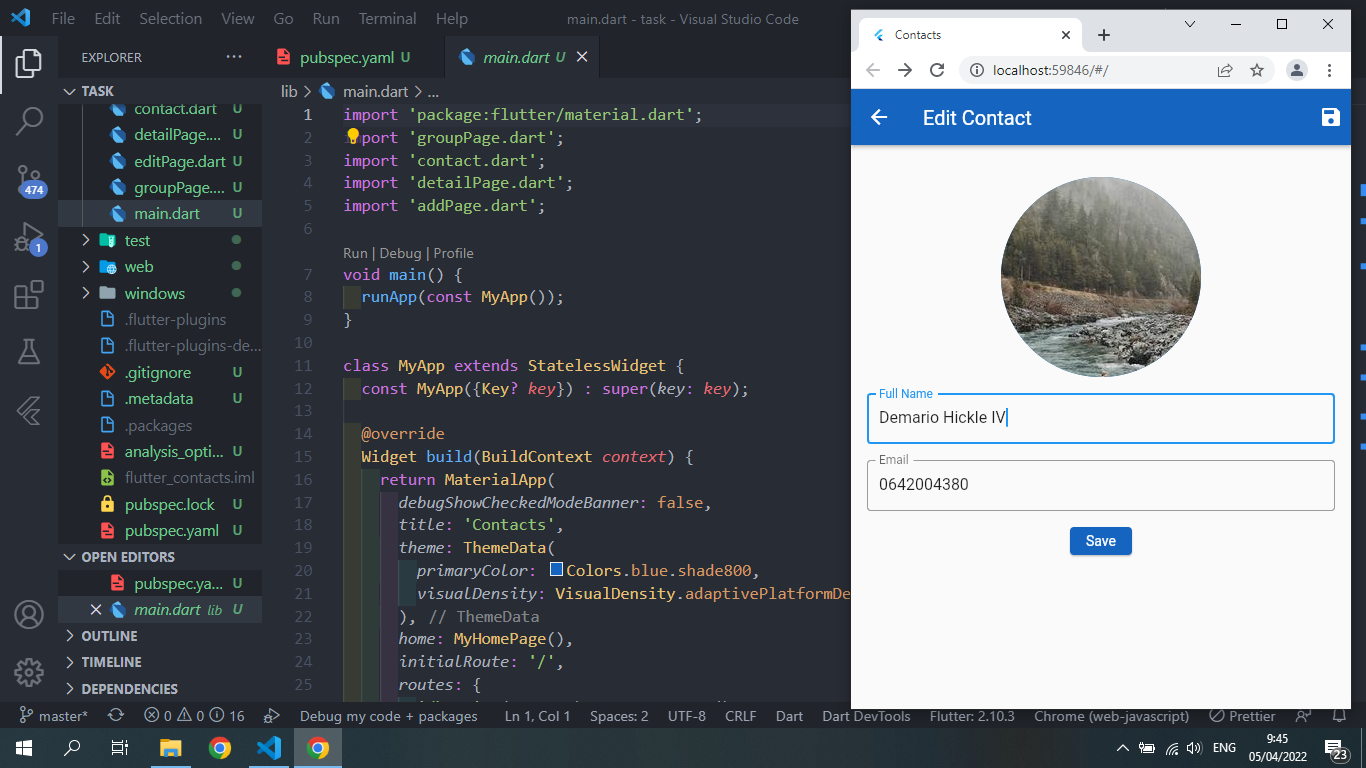 File Edit Selection View Go Run Terminal Help main.dart - task - Visual Studio Code
EXPLORER
TASK
contact.dart U
detailPage.... U
editPage.dart U
groupPage.... U
main.dart U
test
web
windows
.flutter-plugins
.flutter-plugins-de...
.gitignore U
.metadata U
.packages
analysis_opti... U
flutter_contacts.iml
pubspec.lock U
pubspec.yaml U
OPEN EDITORS
pubspec.ya... U
main.dart lib U
OUTLINE
TIMELINE
DEPENDENCIES
474
1
pubspec.yaml U main.dart U
lib > main.dart > ...
1 import 'package:flutter/material.dart';
2 import 'groupPage.dart';
3 import 'contact.dart';
4 import 'detailPage.dart';
5 import 'addPage.dart';
6
Run | Debug | Profile
7 void main() {
8 runApp(const MyApp());
9 }
10
11 class MyApp extends StatelessWidget {
12 const MyApp({Key? key}) : super(key: key);
13
14 @override
15 Widget build(BuildContext context) {
16 return MaterialApp(
17 debugShowCheckedModeBanner: false,
18 title: 'Contacts',
19 theme: ThemeData(
20 primaryColor: Colors.blue.shade800,
21 visualDensity: VisualDensity.adaptivePlatformDe
22 ), // ThemeData
23 home: MyHomePage(),
24 initialRoute: '/',
25 routes: {
Contacts
localhost:59846/#/
Edit Contact
Full Name
Demario Hickle IV
Email
0642004380
Save
master* 0 0 16 Debug my code + packages Ln 1, Col 1 Spaces: 2 UTF-8 CRLF Dart Dart DevTools Flutter: 2.10.3 Chrome (web-javascript) Prettier
ENG
9:45
05/04/2022
23